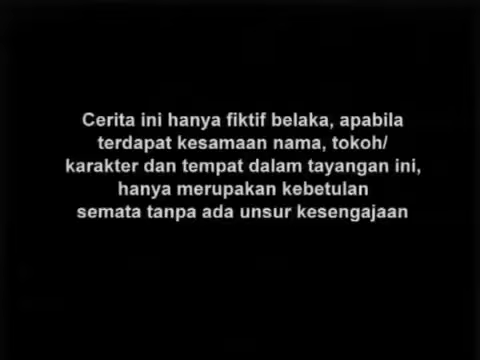 Cerita ini hanya fiktif belaka, apabila
terdapat kesamaan nama, tokoh/
karakter dan tempat dalam tayangan ini,
hanya merupakan kebetulan
semata tanpa ada unsur kesengajaan